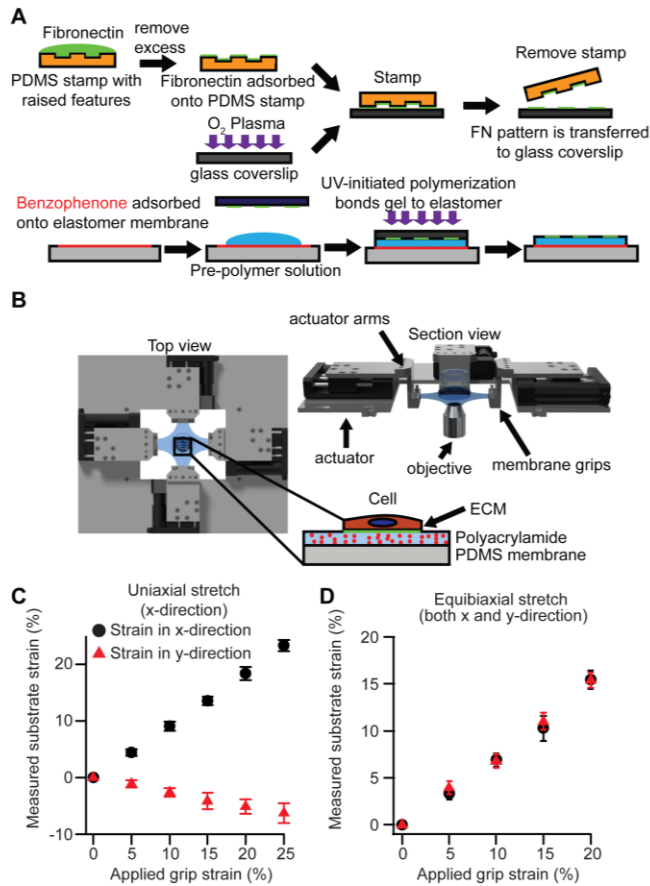 A
Fibronectin
remove
excess
PDMS stamp with
raised features
Fibronectin adsorbed
onto PDMS stamp
O2 Plasma
glass coverslip
Stamp
Remove stamp
FN pattern is transferred
to glass coverslip
Benzophenone adsorbed
onto elastomer membrane
Pre-polymer solution
UV-initiated polymerization
bonds gel to elastomer
B
Top view
actuator arms
Section view
actuator
objective
membrane grips
Cell
ECM
Polyacrylamide
PDMS membrane
C
Uniaxial stretch
(x-direction)
Strain in x-direction
Strain in y-direction
Measured substrate strain (%)
20
10
0
-10
0 5 10 15 20 25
Applied grip strain (%)
D
Equibiaxial stretch
(both x and y-direction)
Measured substrate strain (%)
20
15
10
5
0
0 5 10 15 20
Applied grip strain (%)